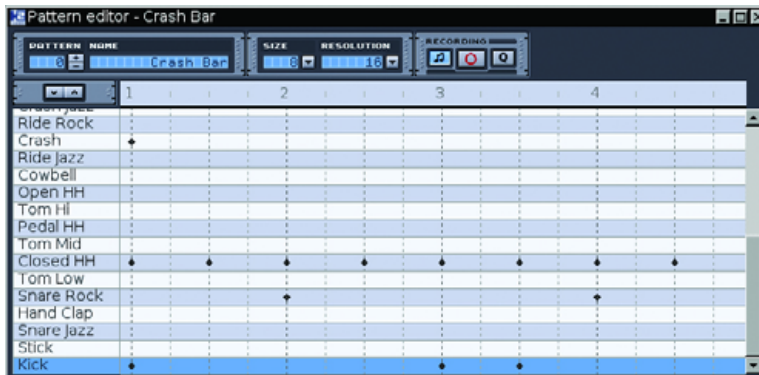 Pattern editor - Crash Bar
PATTERN NAME SIZE RESOLUTION RECORDING
0 Crash Bar 8 16 Q
1 2 3 4
Crash Jazz
Ride Rock
Crash
Ride Jazz
Cowbell
Open HH
Tom Hi
Pedal HH
Tom Mid
Closed HH
Tom Low
Snare Rock
Hand Clap
Snare Jazz
Stick
Kick